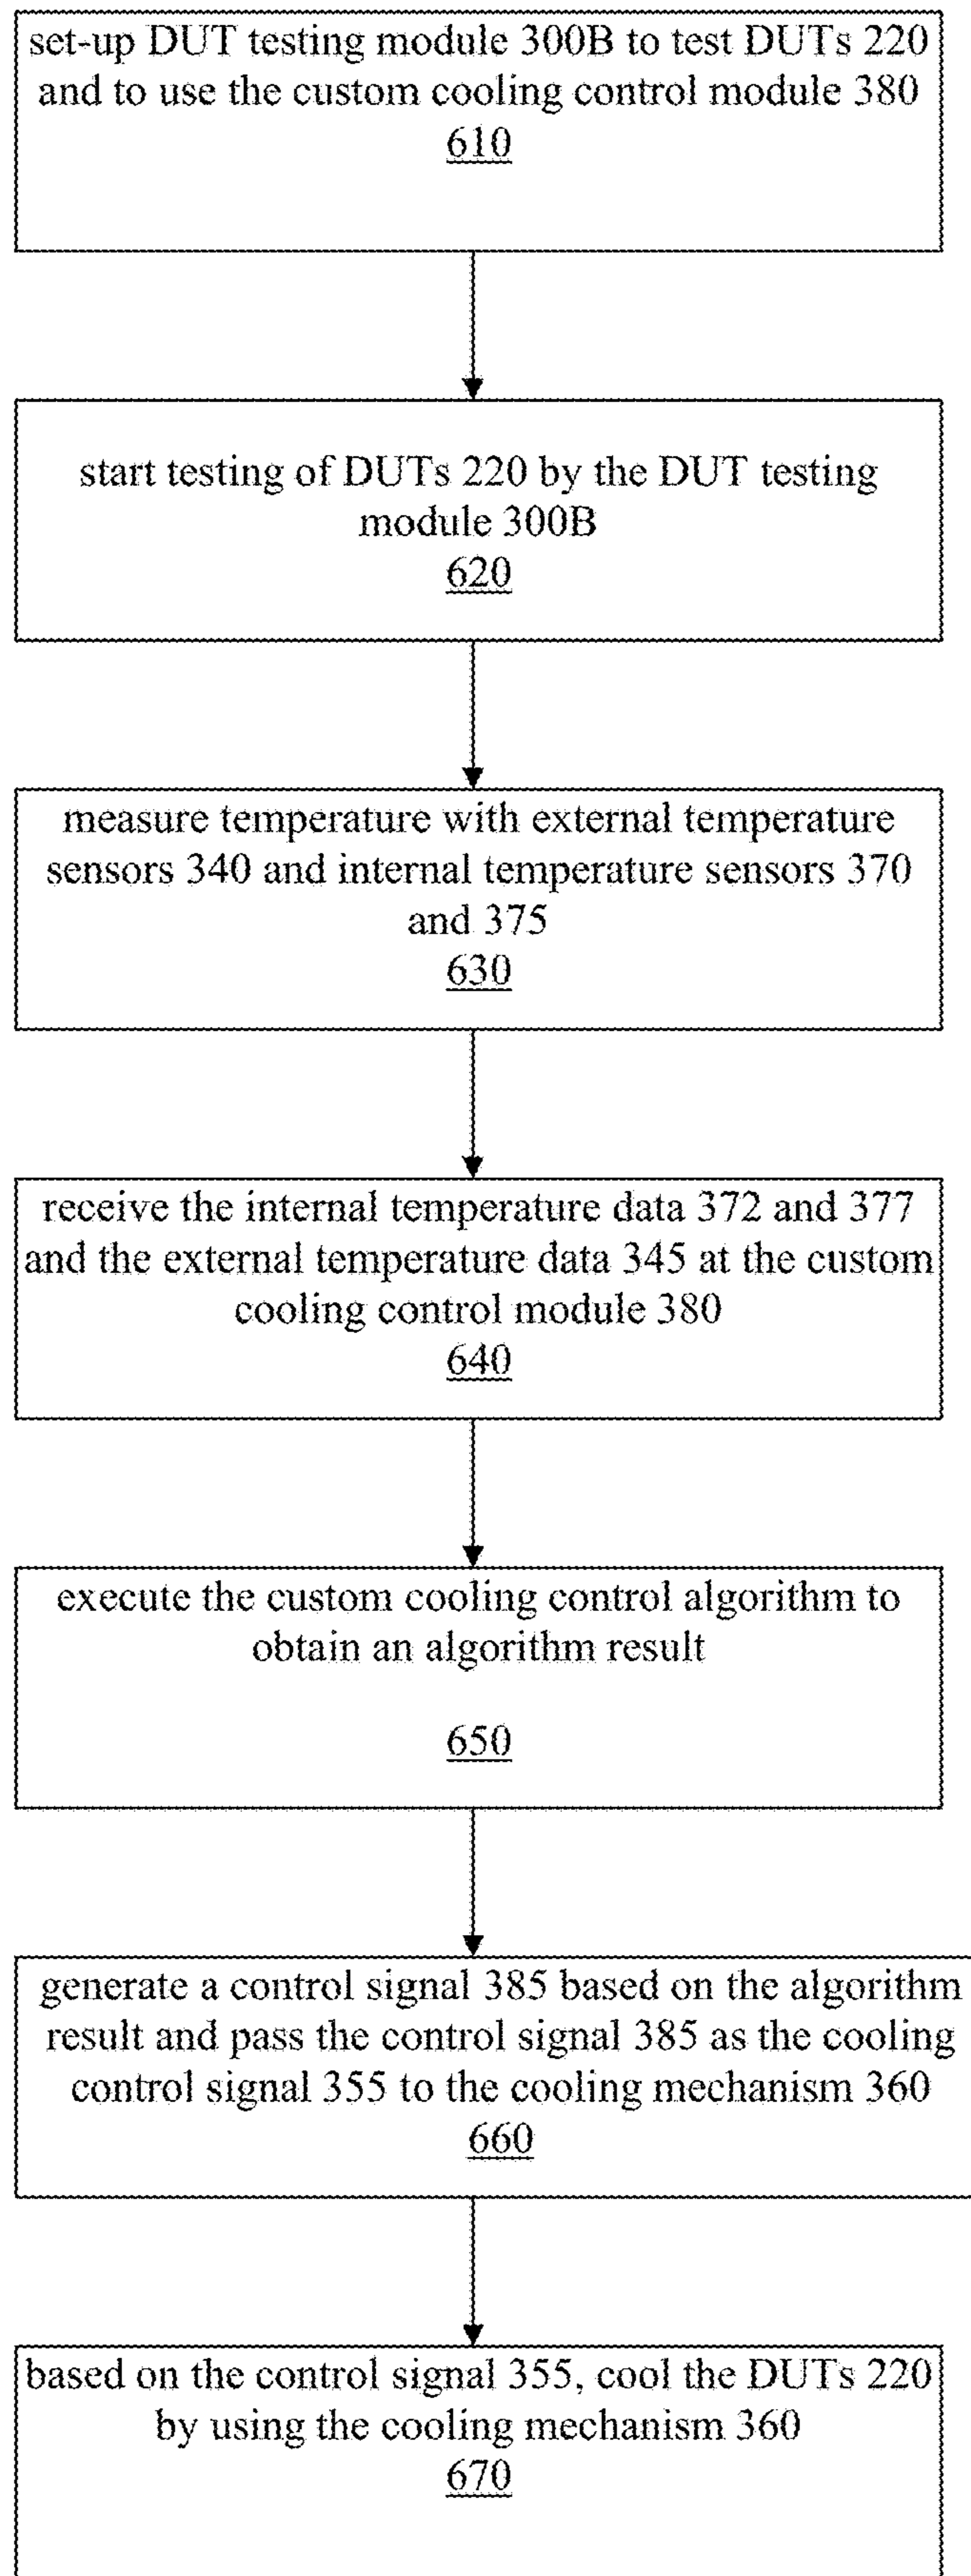 set-up DUT testing module 300B to test DUTs 220
and to use the custom cooling control module 380
610
start testing of DUTs 220 by the DUT testing
module 300B
620
measure temperature with external temperature
sensors 340 and internal temperature sensors 370
and 375
630
receive the internal temperature data 372 and 377
and the external temperature data 345 at the custom
cooling control module 380
640
execute the custom cooling control algorithm to
obtain an algorithm result
650
generate a control signal 385 based on the algorithm
result and pass the control signal 385 as the cooling
control signal 355 to the cooling mechanism 360
660
based on the control signal 355, cool the DUTs 220
by using the cooling mechanism 360
670